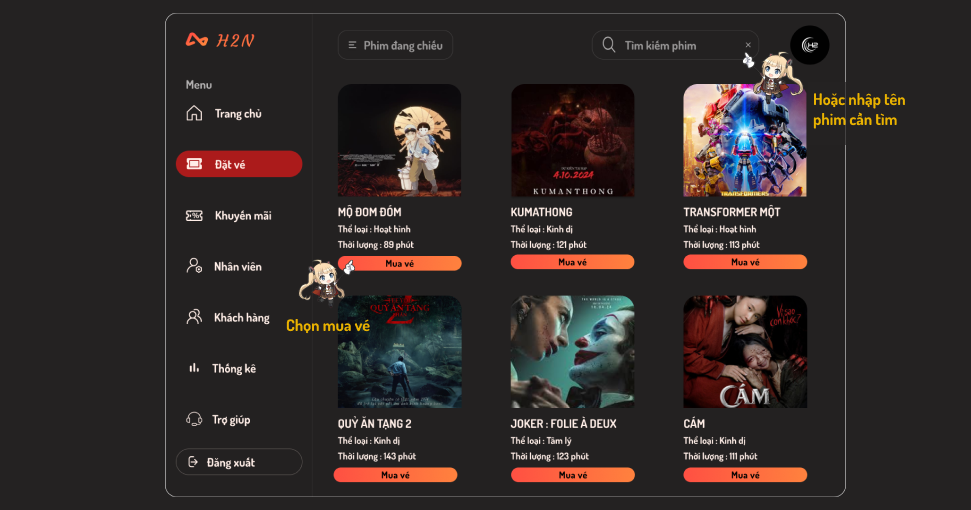 H2N
Phim đang chiếu
Tìm kiếm phim
×
H2
Menu
Trang chủ
Đặt vé
Khuyến mãi
Nhân viên
Khách hàng
Thống kê
Trợ giúp
Đăng xuất
Hoặc nhập tên
phim cần tìm
4.10.2024
KUMANTHONG
TRANSFORMERS
MỘ ĐOM ĐÓM
Thể loại : Hoạt hình
Thời lượng : 89 phút
Mua vé
KUMATHONG
Thể loại : Kinh dị
Thời lượng : 121 phút
Mua vé
TRANSFORMER MỘT
Thể loại : Hoạt hình
Thời lượng : 113 phút
Mua vé
Chọn mua vé
QUỶ ĂN TẠNG
2
Vì sao
con khóc?
CÁM
QUỶ ĂN TẠNG 2
Thể loại : Kinh dị
Thời lượng : 143 phút
Mua vé
JOKER : FOLIE À DEUX
Thể loại : Tâm lý
Thời lượng : 123 phút
Mua vé
CÁM
Thể loại : Kinh dị
Thời lượng : 111 phút
Mua vé